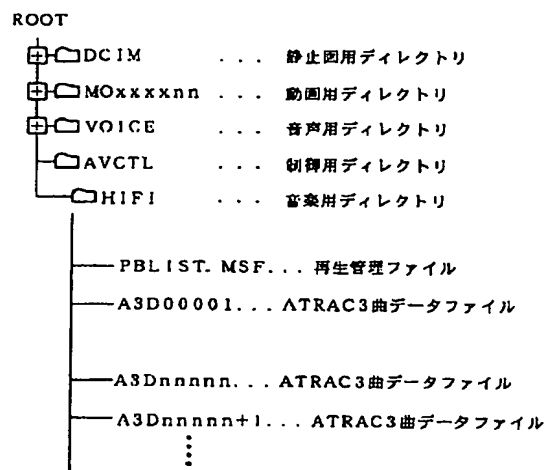 ROOT
DCIM ... 静止画用ディレクトリ
MOxxxxnn ... 動画用ディレクトリ
VOICE ... 音声用ディレクトリ
AVCTL ... 制御用ディレクトリ
HIFI ... 音楽用ディレクトリ
PBLIST.MSF... 再生管理ファイル
A3D00001... ATRAC3曲データファイル
A3Dnnnnn... ATRAC3曲データファイル
A3Dnnnnn+1... ATRAC3曲データファイル